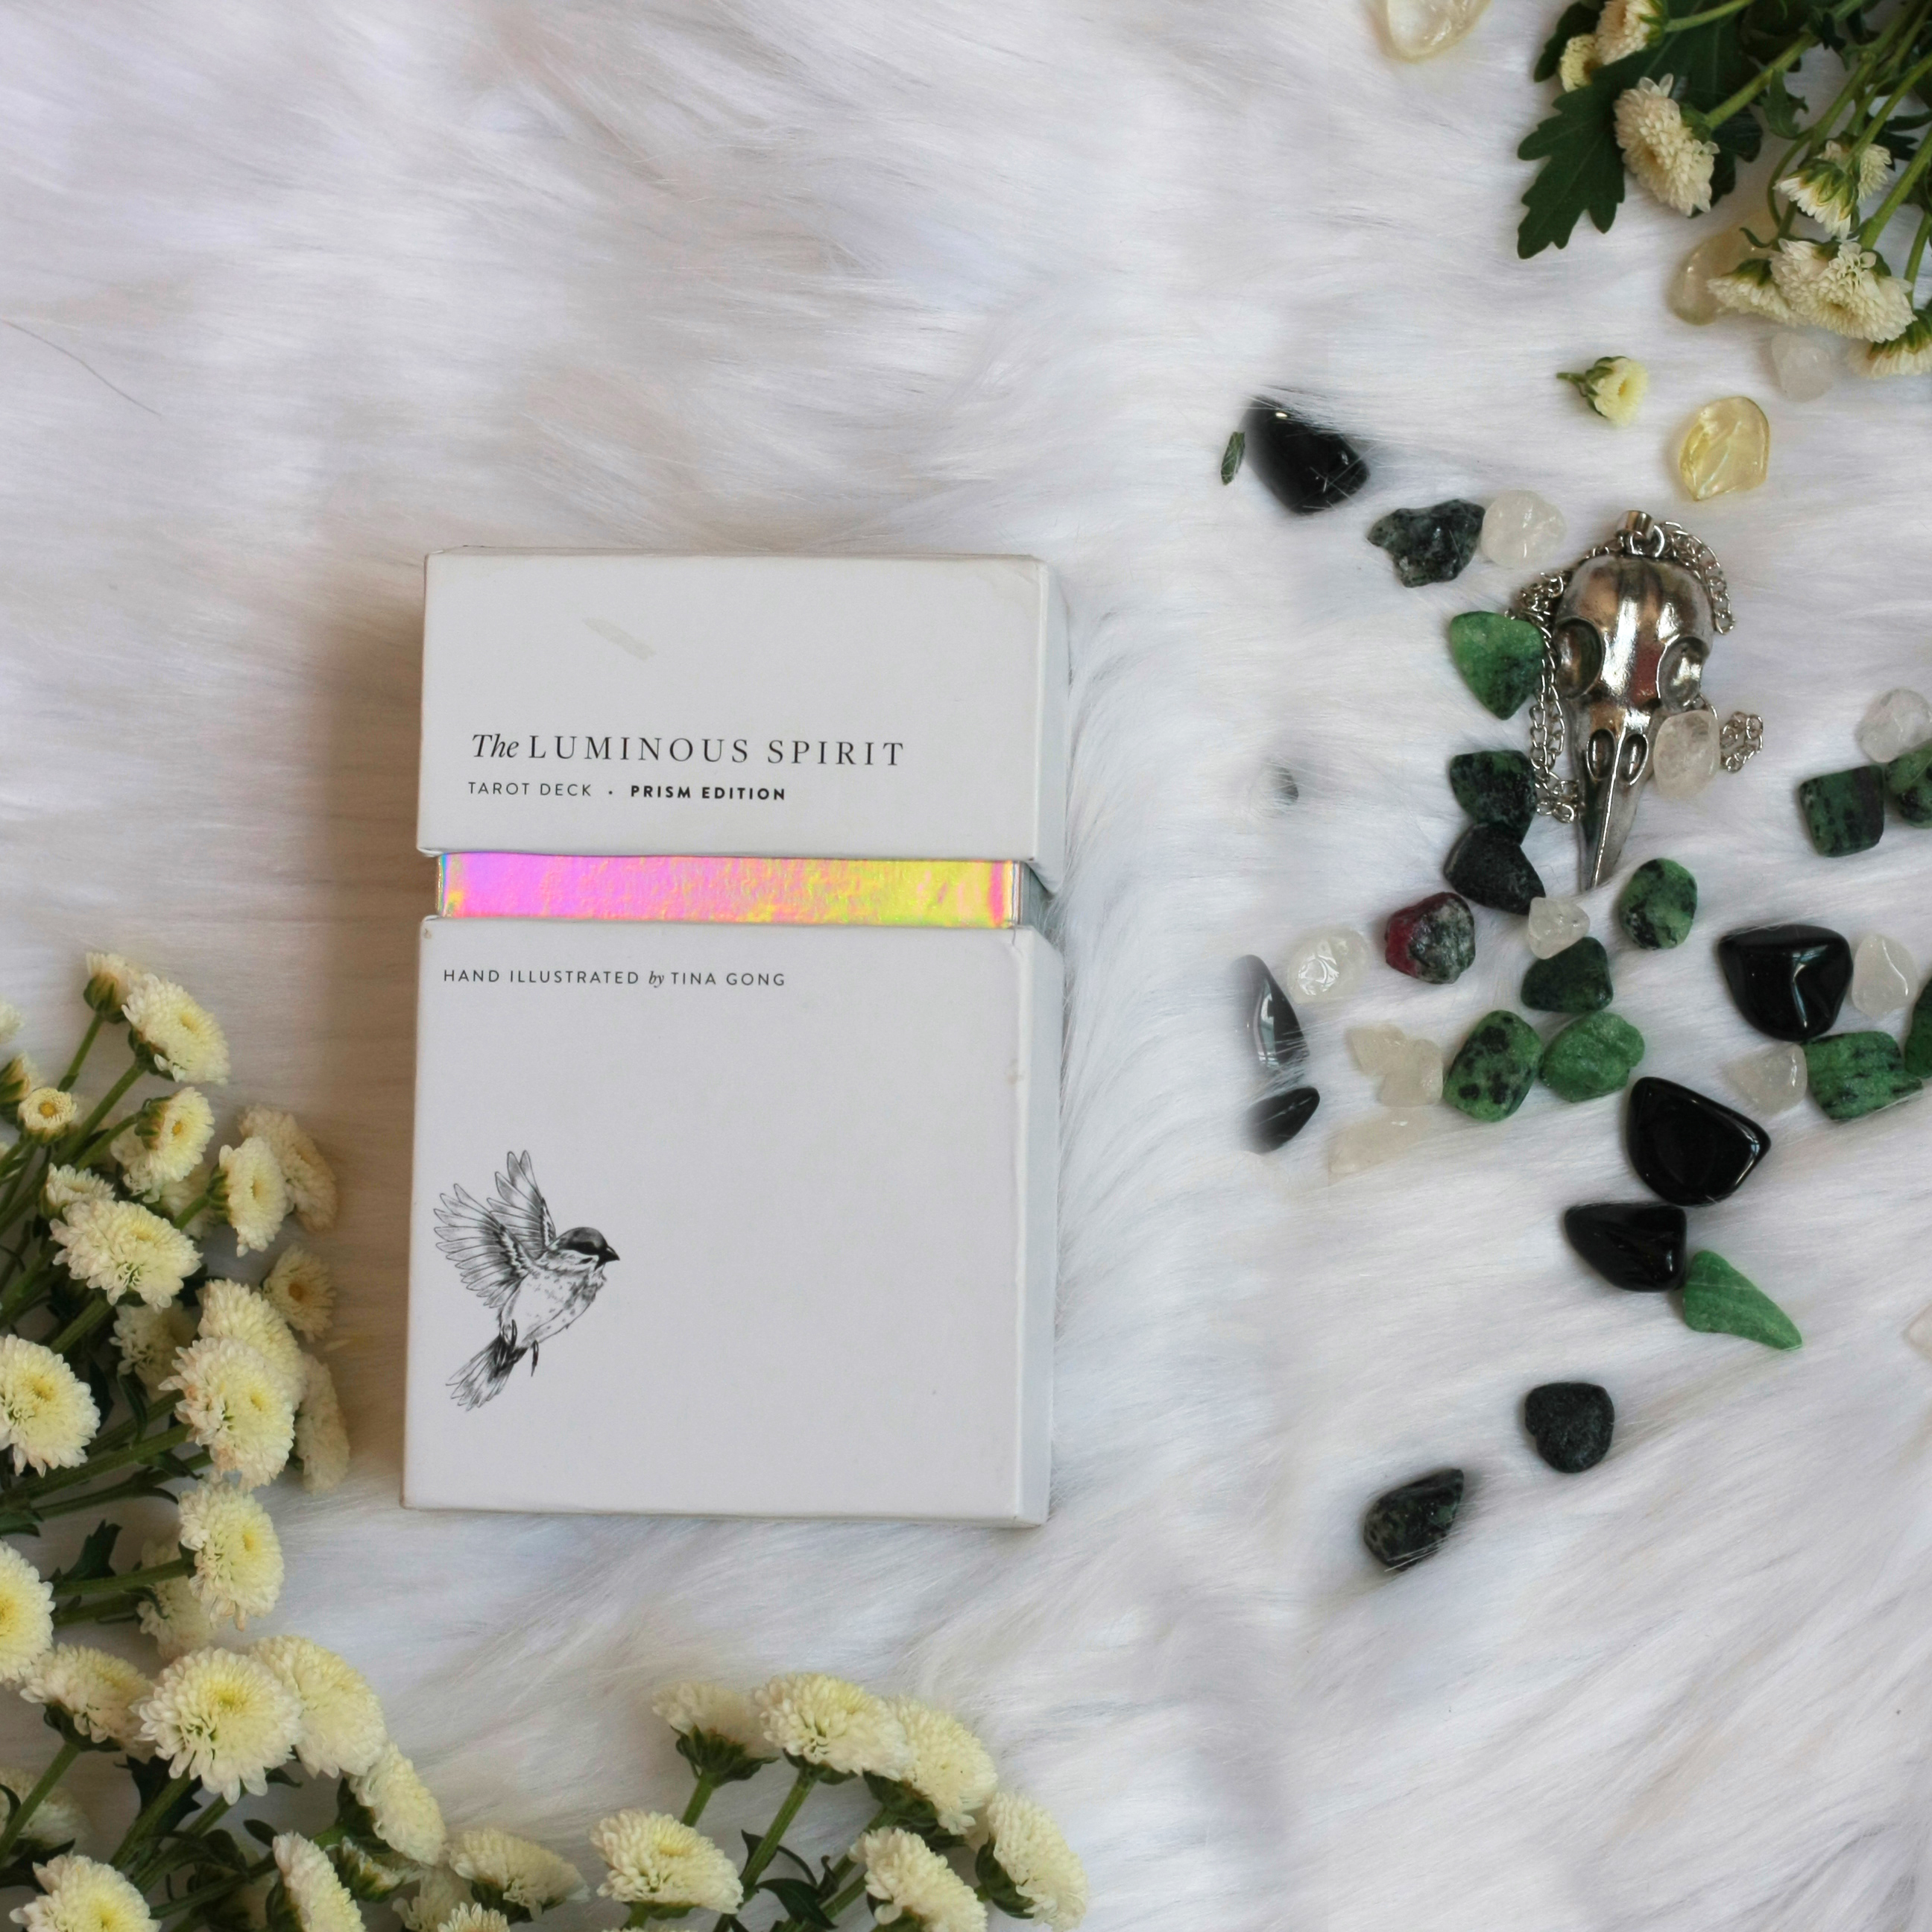 The LUMINOUS SPIRIT
TAROT DECK • PRISM EDITION
HAND ILLUSTRATED by TINA GONG